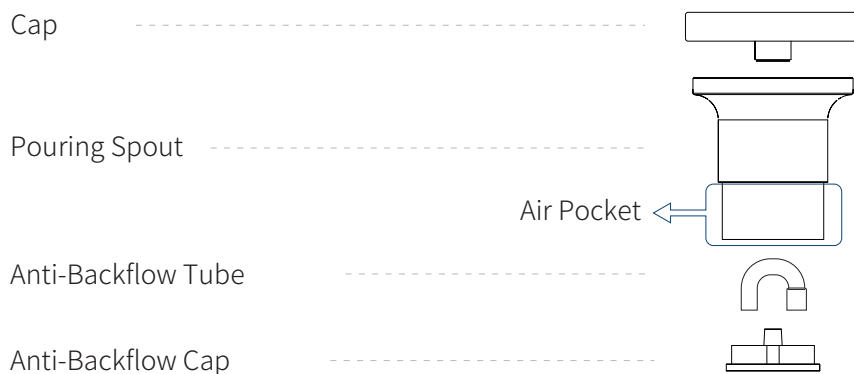 Cap
Pouring Spout
Air Pocket
Anti-Backflow Tube
Anti-Backflow Cap